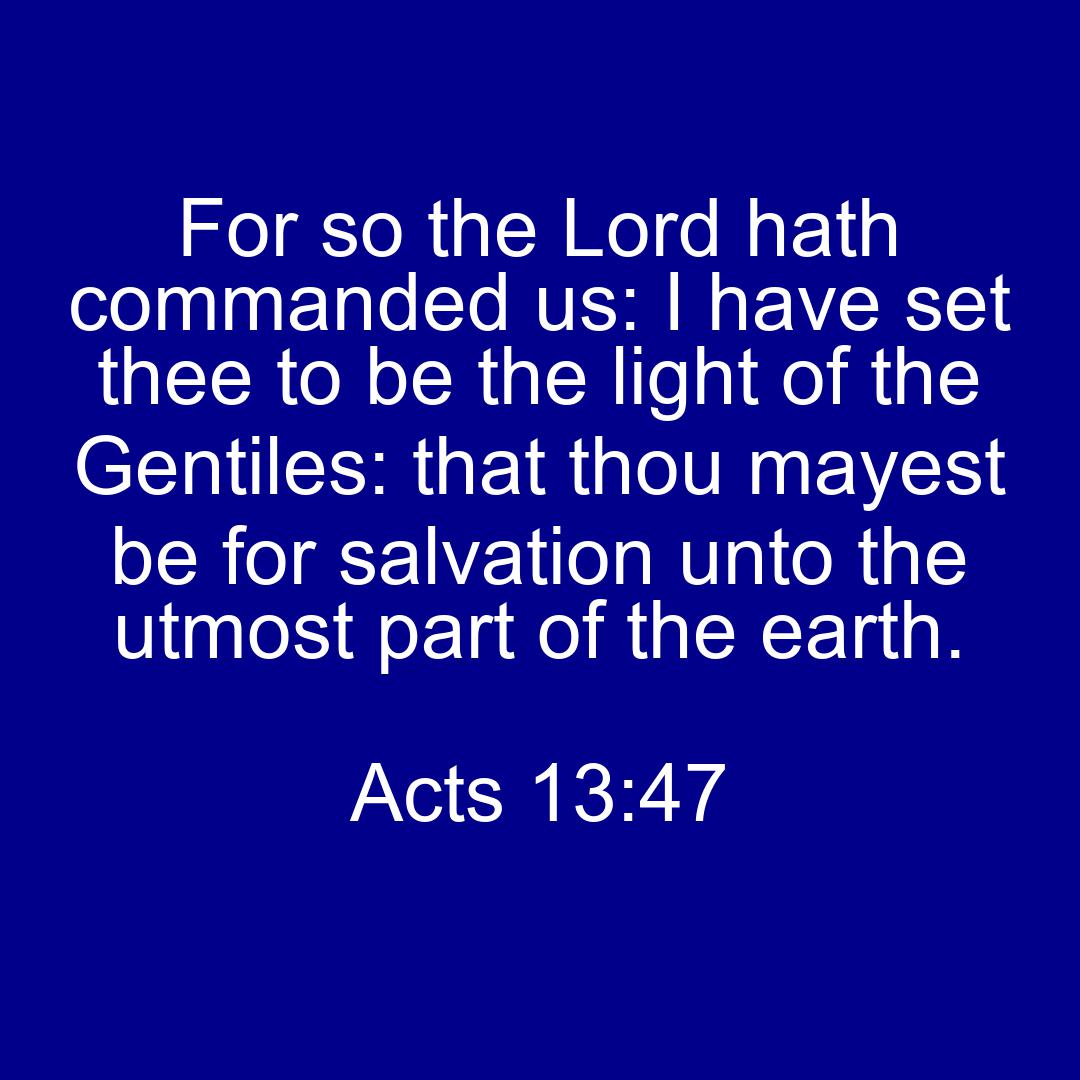 For so the Lord hath
commanded us: I have set
thee to be the light of the
Gentiles: that thou mayest
be for salvation unto the
utmost part of the earth.
Acts 13:47